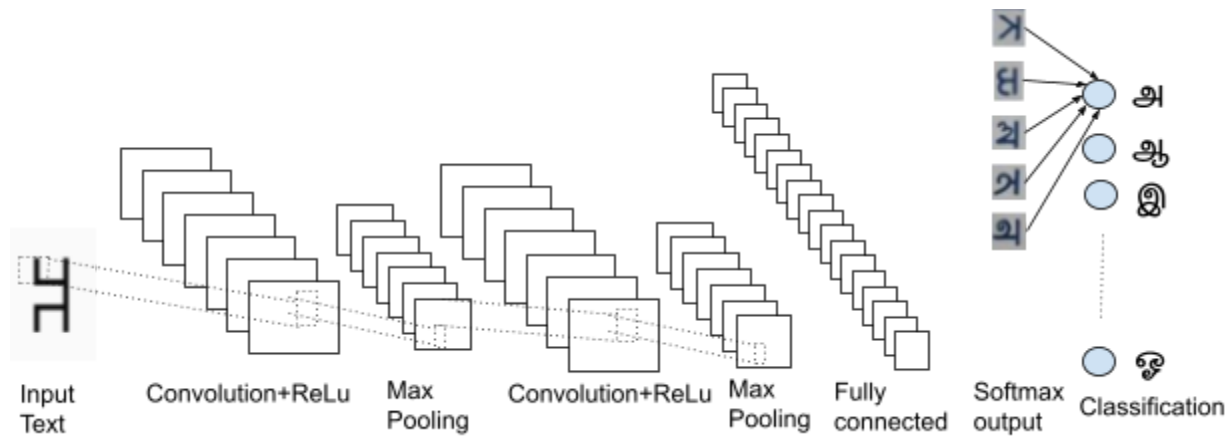 அ
ஆ
இ
ஓ
Input Text
Convolution+ReLu
Max Pooling
Convolution+ReLu
Max Pooling
Fully connected
Softmax output
Classification